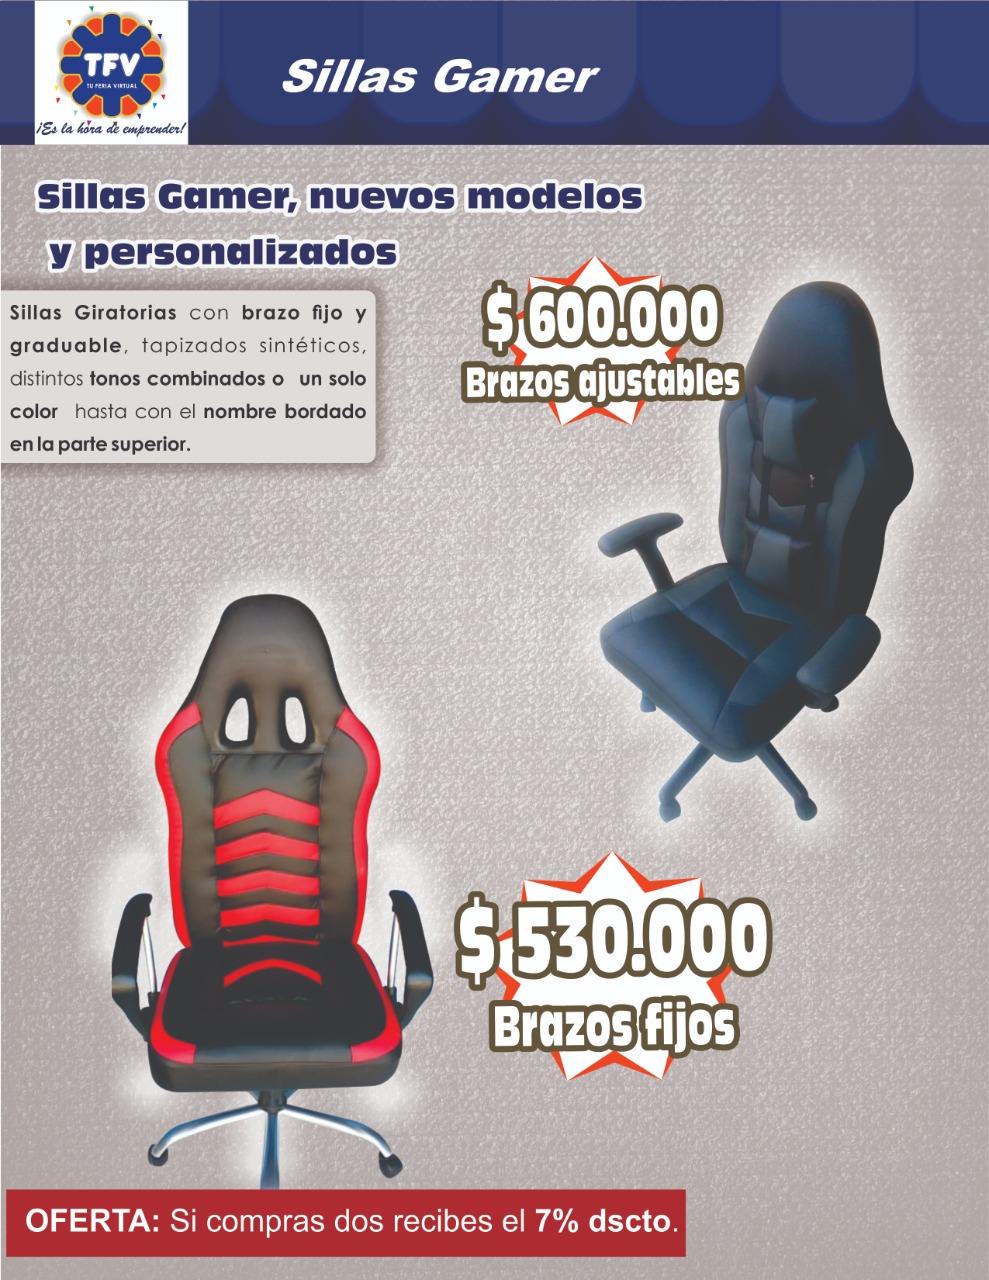 TFV
TU FERIA VIRTUAL
¡Es la hora de emprender!
Sillas Gamer
Sillas Gamer, nuevos modelos
y personalizados
Sillas Giratorias con brazo fijo y
graduable, tapizados sintéticos,
distintos tonos combinados o un solo
color hasta con el nombre bordado
en la parte superior.
$ 600.000
Brazos ajustables
$ 530.000
Brazos fijos
OFERTA: Si compras dos recibes el 7% dscto.